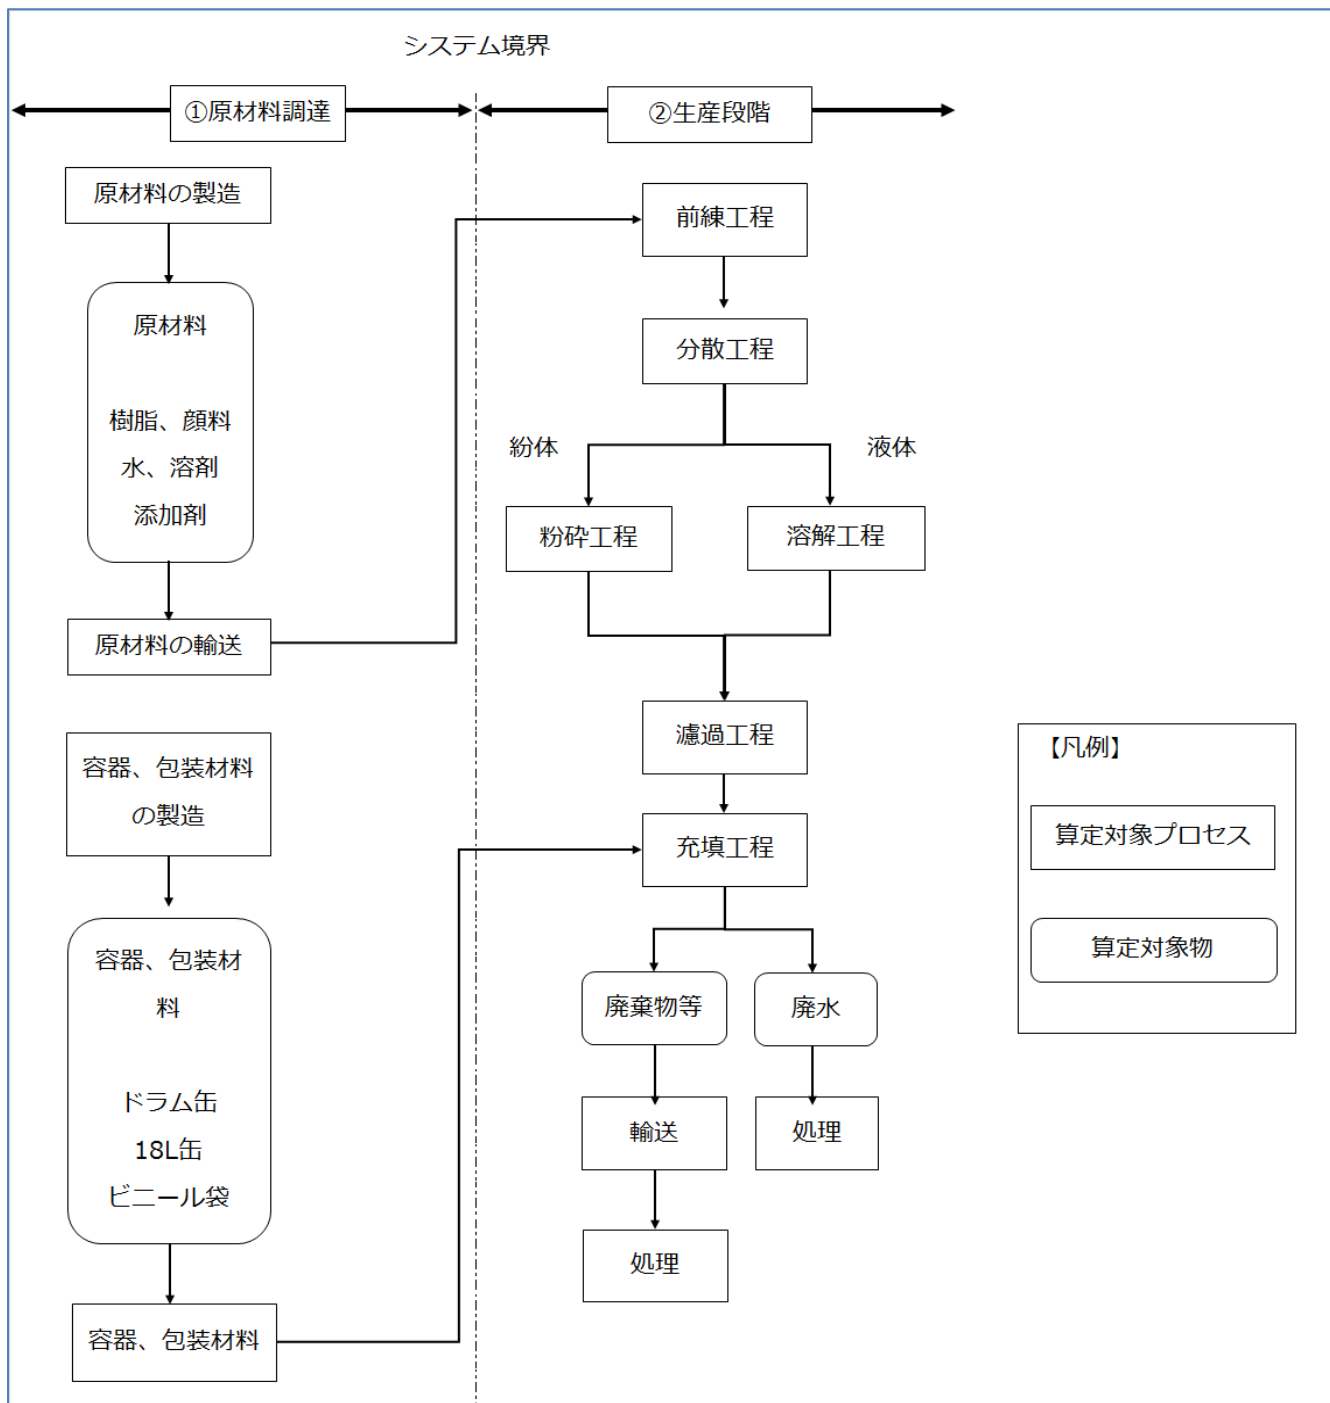 システム境界
①原材料調達
②生産段階
原材料の製造
原材料
樹脂、顔料
水、溶剤
添加剤
原材料の輸送
容器、包装材料
の製造
容器、包装材
料
ドラム缶
18L缶
ビニール袋
容器、包装材料
前練工程
分散工程
紛体
液体
粉砕工程
溶解工程
濾過工程
充填工程
廃棄物等
廃水
輸送
処理
処理
【凡例】
算定対象プロセス
算定対象物